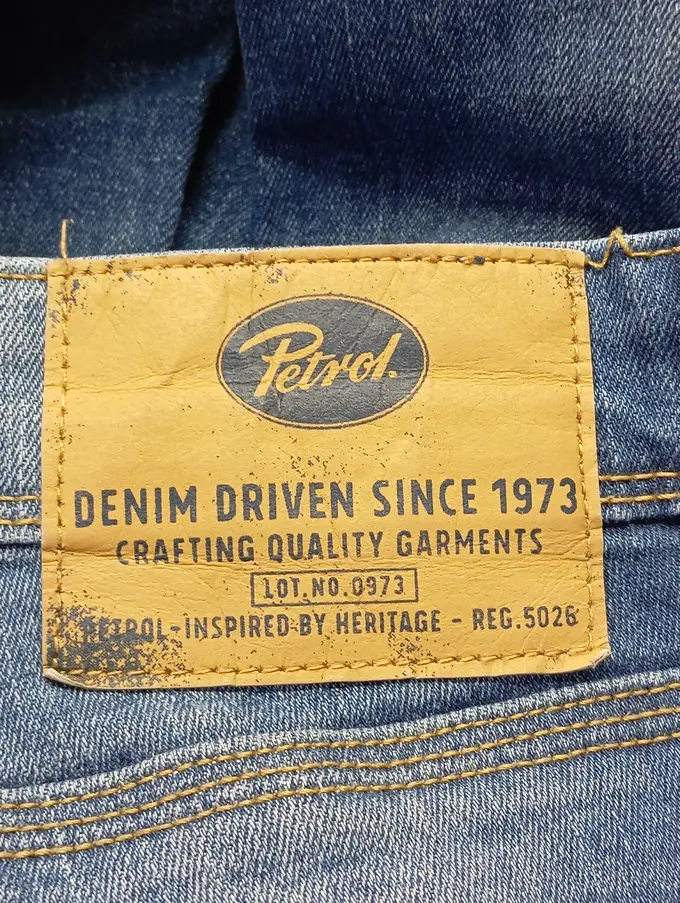 Petrol.
DENIM DRIVEN SINCE 1973
CRAFTING QUALITY GARMENTS
LOT.NO.0973
PETROL-INSPIRED BY HERITAGE - REG.5026